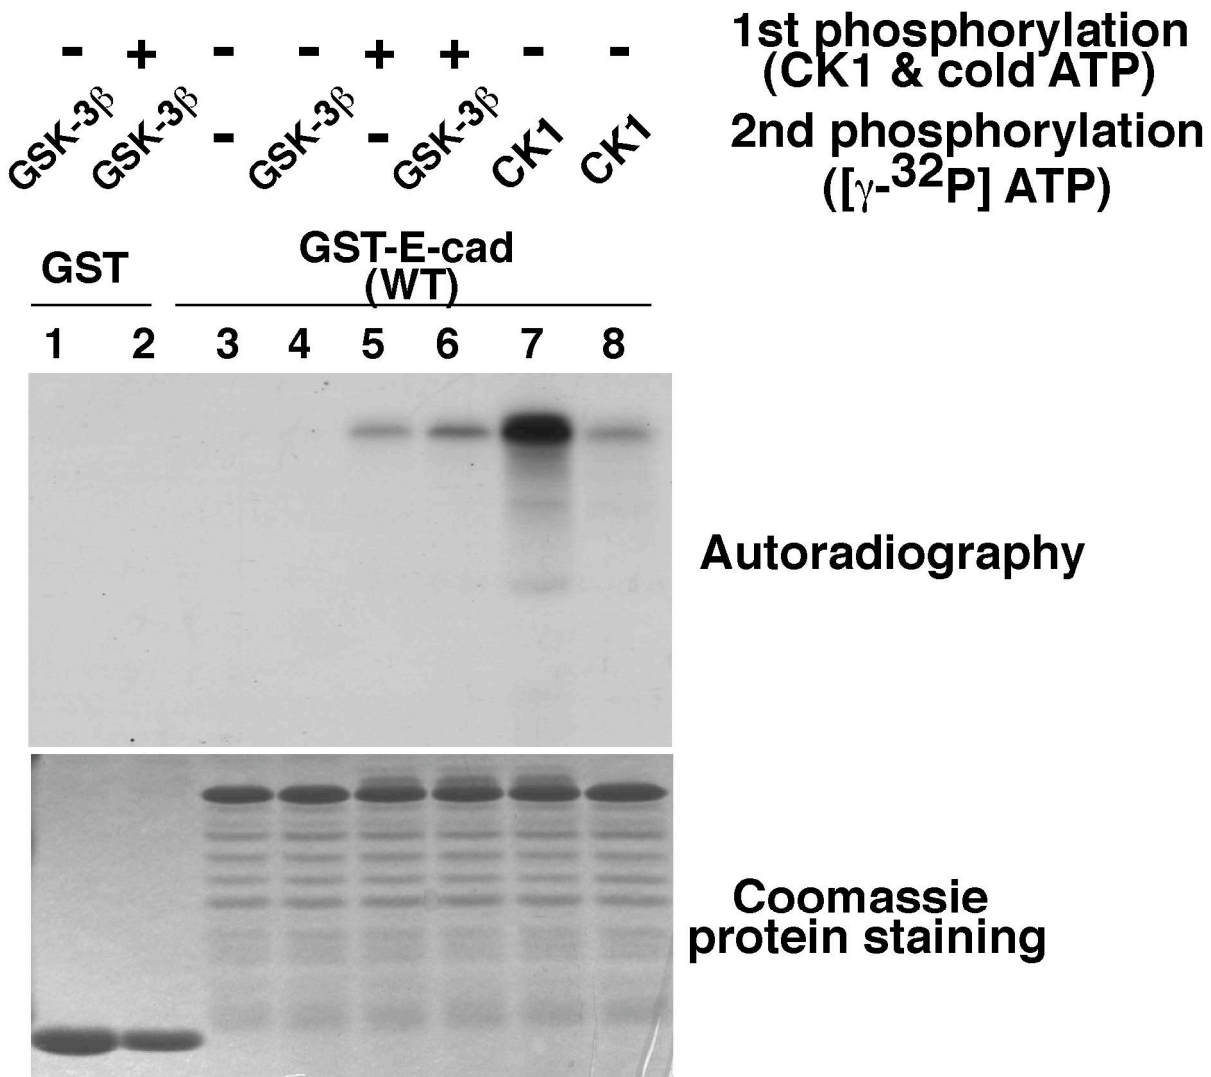 - + - - + + - - 1st phosphorylation
(CK1 & cold ATP)
GSK-3β GSK-3β - GSK-3β - GSK-3β CK1 CK1 2nd phosphorylation
([γ-³²P] ATP)
GST GST-E-cad
(WT)
1 2 3 4 5 6 7 8
Autoradiography
Coomassie
protein staining